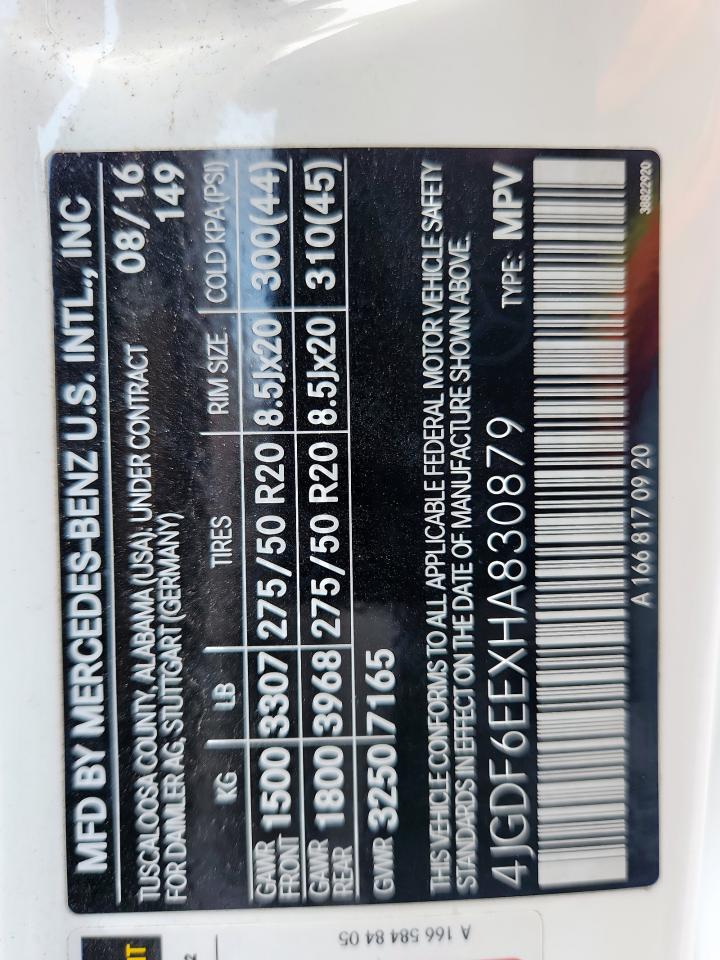 MFD BY MERCEDES-BENZ U.S. INTL., INC
TUSCALOOSA COUNTY, ALABAMA (USA). UNDER CONTRACT 08/16
FOR DAIMLER AG, STUTTGART (GERMANY) 149
KG LB TIRES RIM SIZE COLD KPA(PSI)
GAWR FRONT 1500 3307 275/50 R20 8.5Jx20 300(44)
GAWR REAR 1800 3968 275/50 R20 8.5Jx20 310(45)
GVWR 3250 7165
THIS VEHICLE CONFORMS TO ALL APPLICABLE FEDERAL MOTOR VEHICLE SAFETY
STANDARDS IN EFFECT ON THE DATE OF MANUFACTURE SHOWN ABOVE.
4JGDF6EEXHA830879 TYPE: MPV
A 166 817 09 20
38822920
A 166 584 84 05